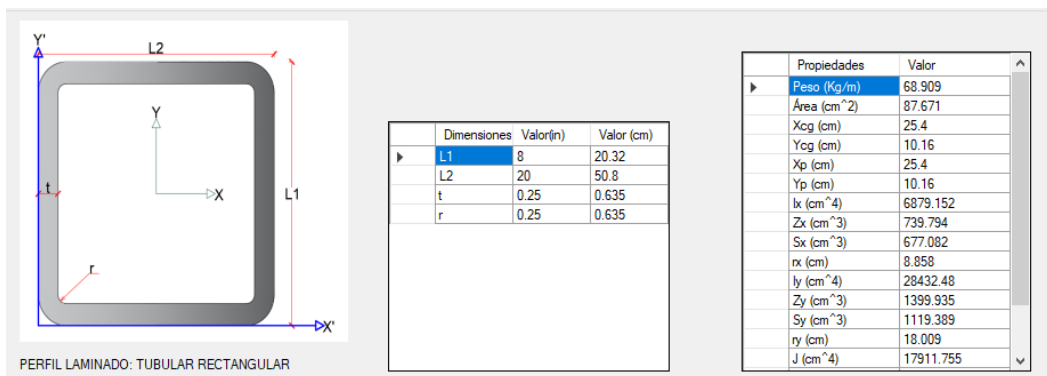 Y'
L2
Y
t
X
L1
r
X'
PERFIL LAMINADO: TUBULAR RECTANGULAR
Dimensiones Valor(in) Valor (cm)
L1 8 20.32
L2 20 50.8
t 0.25 0.635
r 0.25 0.635
Propiedades Valor
Peso (Kg/m) 68.909
Área (cm^2) 87.671
Xcg (cm) 25.4
Ycg (cm) 10.16
Xp (cm) 25.4
Yp (cm) 10.16
Ix (cm^4) 6879.152
Zx (cm^3) 739.794
Sx (cm^3) 677.082
rx (cm) 8.858
Iy (cm^4) 28432.48
Zy (cm^3) 1399.935
Sy (cm^3) 1119.389
ry (cm) 18.009
J (cm^4) 17911.755